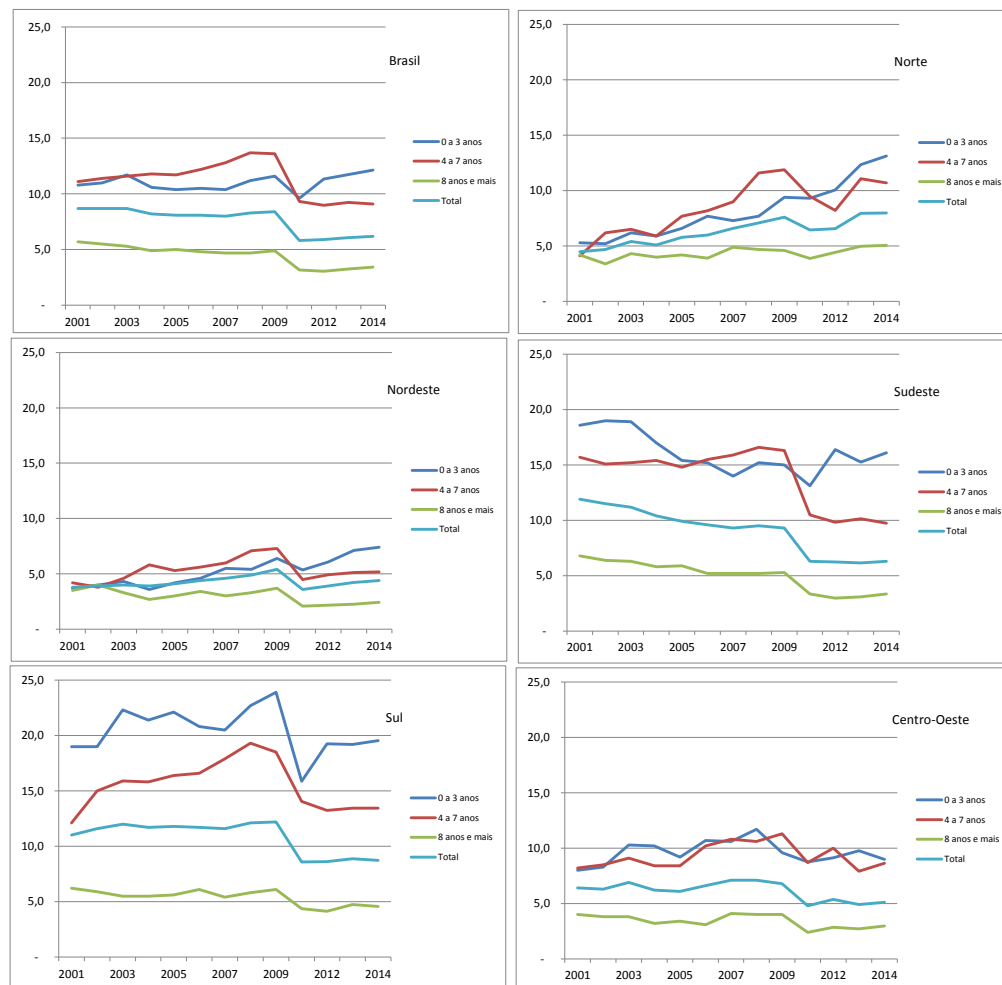 25,0
Brasil
20,0
15,0
0 a 3 anos
4 a 7 anos
10,0
8 anos e mais
Total
5,0
-
2001 2003 2005 2007 2009 2012 2014
25,0
Norte
20,0
15,0
0 a 3 anos
4 a 7 anos
10,0
8 anos e mais
Total
5,0
-
2001 2003 2005 2007 2009 2012 2014
25,0
Nordeste
20,0
15,0
0 a 3 anos
4 a 7 anos
10,0
8 anos e mais
Total
5,0
-
2001 2003 2005 2007 2009 2012 2014
25,0
Sudeste
20,0
15,0
0 a 3 anos
4 a 7 anos
10,0
8 anos e mais
Total
5,0
-
2001 2003 2005 2007 2009 2012 2014
25,0
Sul
20,0
15,0
0 a 3 anos
4 a 7 anos
10,0
8 anos e mais
Total
5,0
-
2001 2003 2005 2007 2009 2012 2014
25,0
Centro-Oeste
20,0
15,0
0 a 3 anos
4 a 7 anos
10,0
8 anos e mais
Total
5,0
-
2001 2003 2005 2007 2009 2012 2014